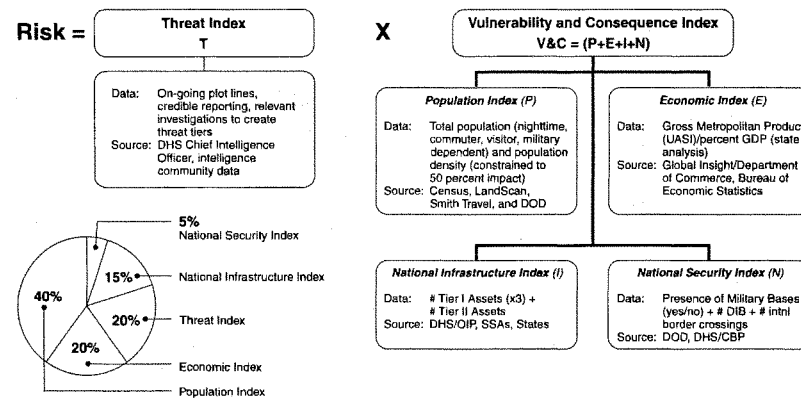 Risk =
Threat Index
T
Data: On-going plot lines,
credible reporting, relevant
investigations to create
threat tiers
Source: DHS Chief Intelligence
Officer, intelligence
community data
X
Vulnerability and Consequence Index
V&C = (P+E+I+N)
Population Index (P)
Data: Total population (nighttime,
commuter, visitor, military
dependent) and population
density (constrained to
50 percent impact)
Source: Census, LandScan,
Smith Travel, and DOD
Economic Index (E)
Data: Gross Metropolitan Produc
(UASI)/percent GDP (state
analysis)
Source: Global Insight/Department
of Commerce, Bureau of
Economic Statistics
National Infrastructure Index (I)
Data: # Tier I Assets (x3) +
# Tier II Assets
Source: DHS/OIP, SSAs, States
National Security Index (N)
Data: Presence of Military Bases
(yes/no) + # DIB + # intnl
border crossings
Source: DOD, DHS/CBP
5%
National Security Index
15%
National Infrastructure Index
40%
20%
Threat Index
20%
Economic Index
Population Index